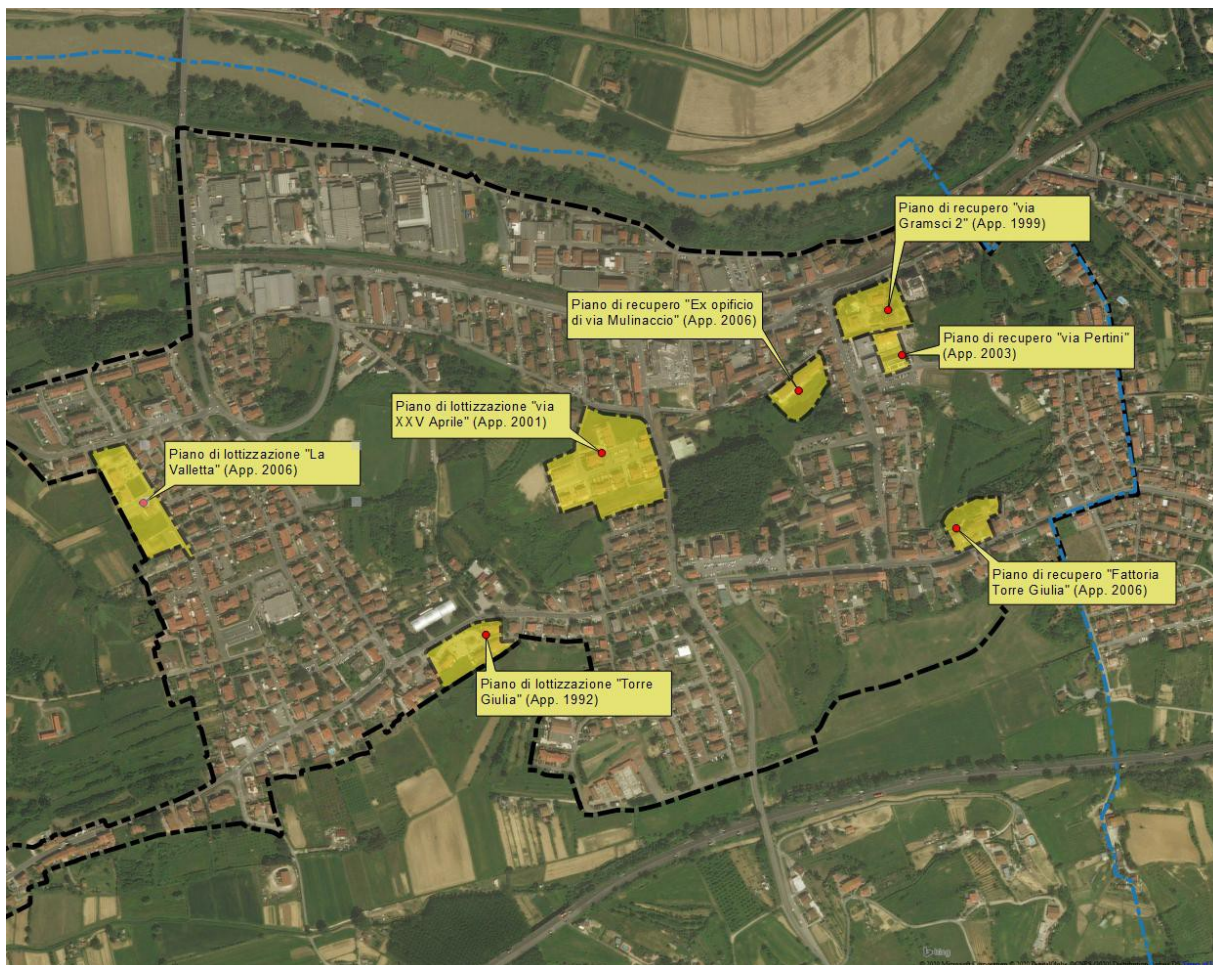 Piano di recupero "via
Gramsci 2" (App. 1999)
Piano di recupero "Ex opificio
di via Mulinaccio" (App. 2006)
Piano di recupero "via Pertini"
(App. 2003)
Piano di lottizzazione "via
XXV Aprile" (App. 2001)
Piano di lottizzazione "La
Valletta" (App. 2006)
Piano di recupero "Fattoria
Torre Giulia" (App. 2006)
Piano di lottizzazione "Torre
Giulia" (App. 1992)
bing